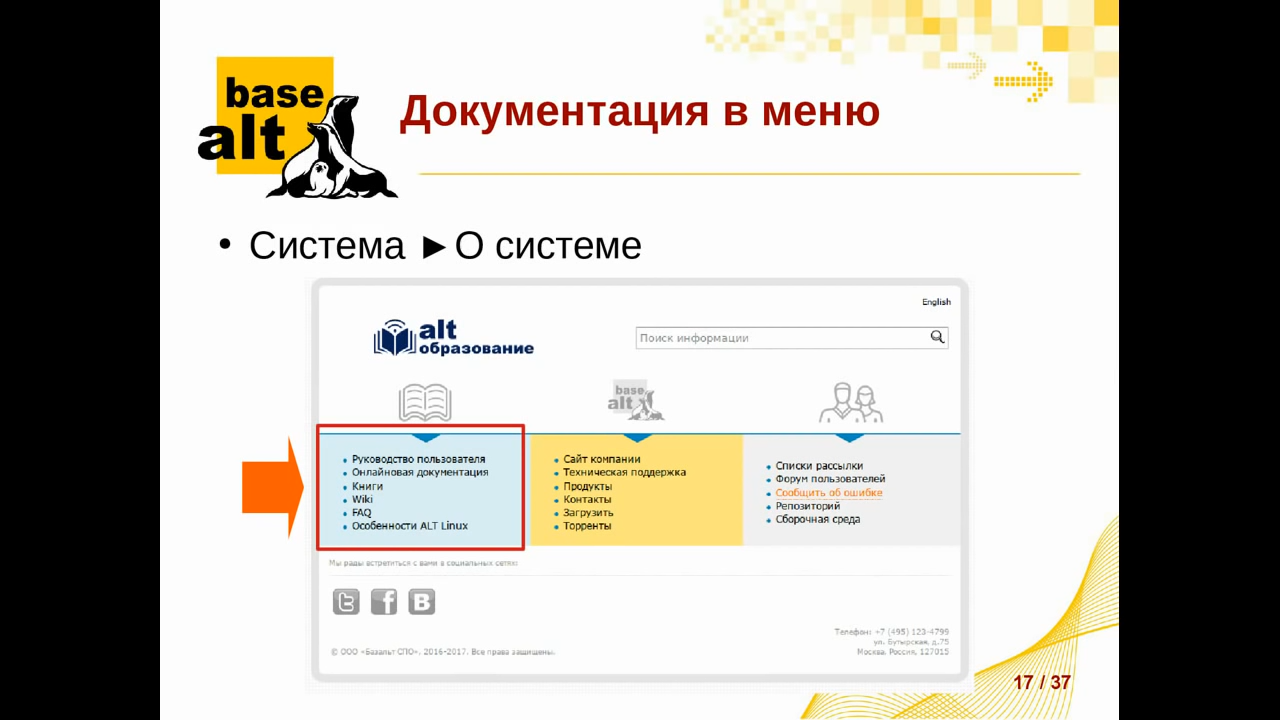 base
alt
Документация в меню
• Система ►О системе
English
alt
образование
Поиск информации
base
alt
• Руководство пользователя
• Онлайновая документация
• Книги
• Wiki
• FAQ
• Особенности ALT Linux
• Сайт компании
• Техническая поддержка
• Продукты
• Контакты
• Загрузить
• Торренты
• Списки рассылки
• Форум пользователей
• Сообщить об ошибке
• Репозиторий
• Сборочная среда
Мы рады встретиться с вами в социальных сетях:
Телефон: +7 (495) 123-4799
ул. Бутырская, д.75
Москва, Россия, 127015
© ООО «Базальт СПО», 2016-2017. Все права защищены.
17 / 37